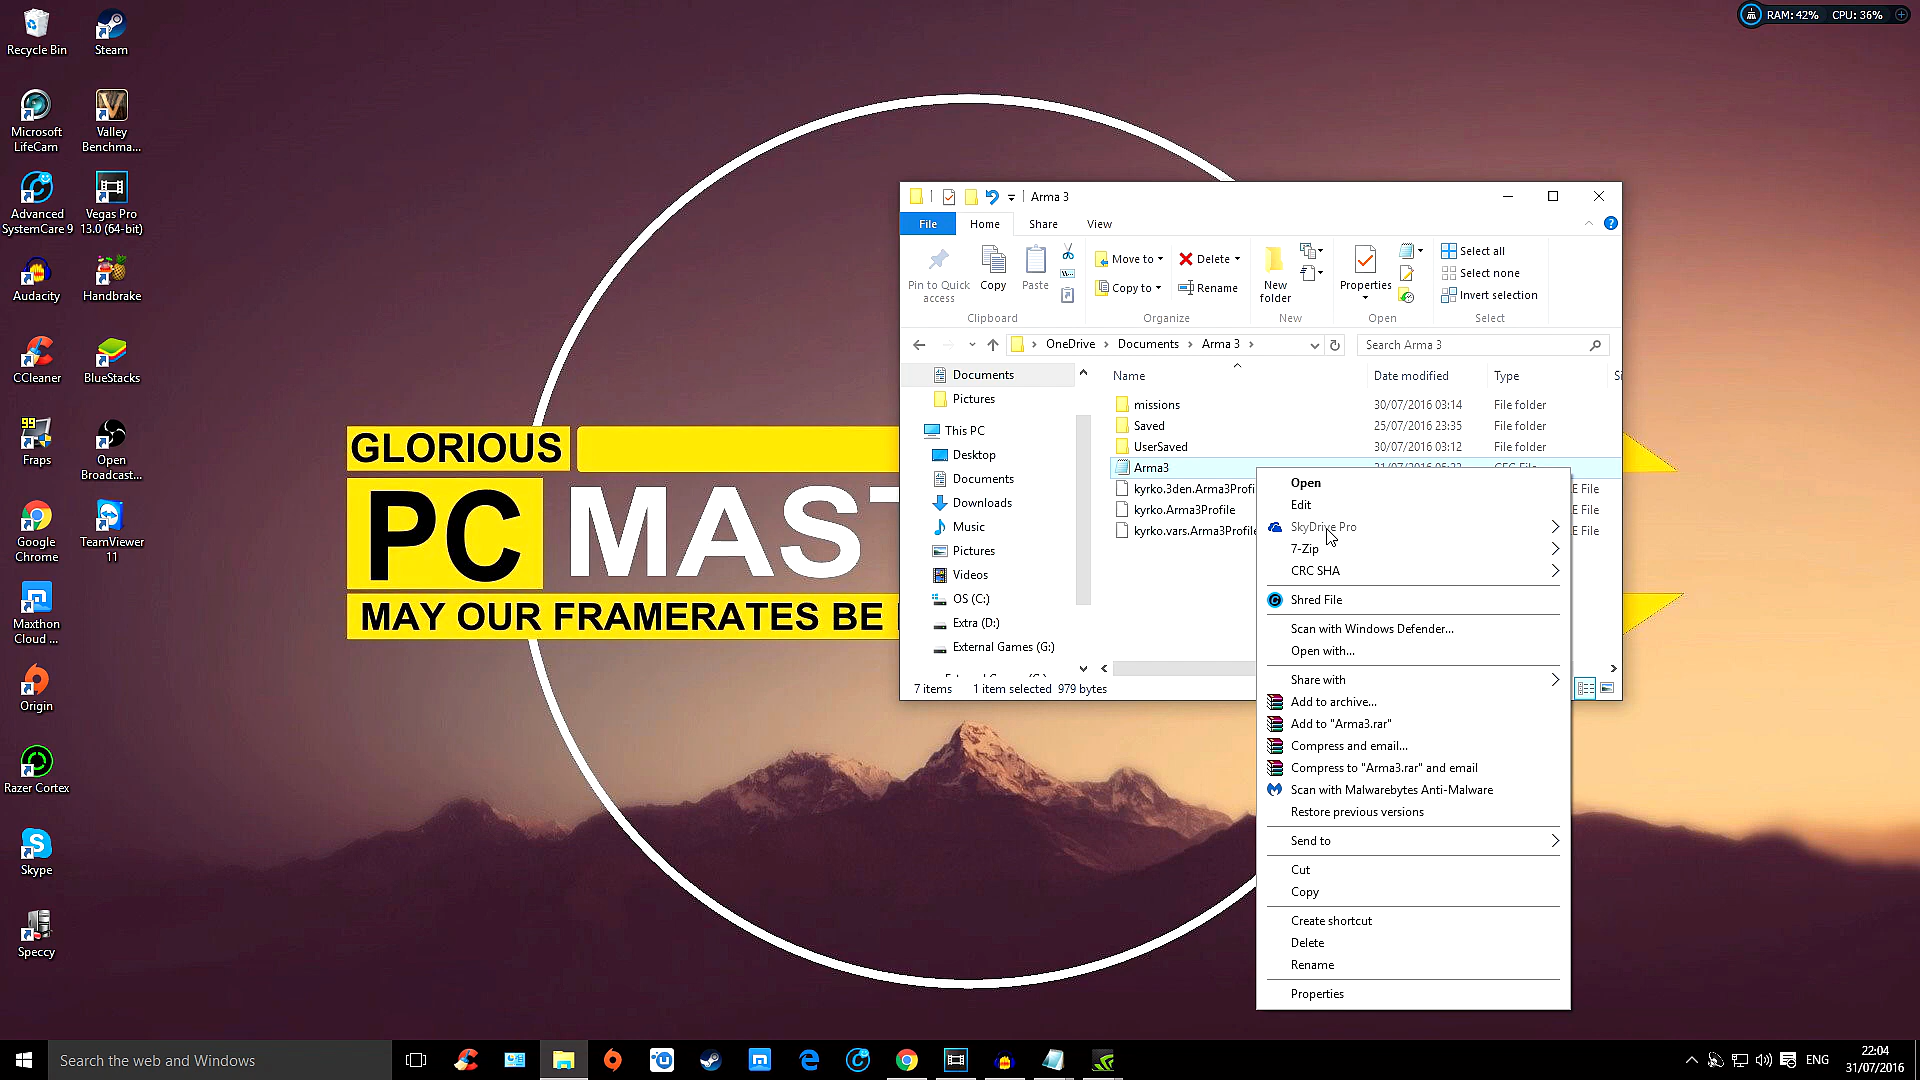 RAM: 42% CPU: 36%
Recycle Bin
Steam
Microsoft
LifeCam
Valley
Benchma...
Advanced
SystemCare 9
Vegas Pro
13.0 (64-bit)
Audacity
Handbrake
CCleaner
BlueStacks
99
Fraps
Open
Broadcast...
Google
Chrome
TeamViewer
11
Maxthon
Cloud ...
Origin
Razer Cortex
Skype
Speccy
GLORIOUS
PC MAST
MAY OUR FRAMERATES BE
Arma 3
File Home Share View
Pin to Quick
access
Copy
Paste
Clipboard
Move to
Copy to
Delete
Rename
Organize
New
folder
New
Properties
Open
Select all
Select none
Invert selection
Select
OneDrive Documents Arma 3
Search Arma 3
Documents
Pictures
This PC
Desktop
Documents
Downloads
Music
Pictures
Videos
OS (C:)
Extra (D:)
External Games (G:)
Name Date modified Type Si
missions 30/07/2016 03:14 File folder
Saved 25/07/2016 23:35 File folder
UserSaved 30/07/2016 03:12 File folder
Arma3
kyrko.3den.Arma3Profi E File
kyrko.Arma3Profile E File
kyrko.vars.Arma3Profile E File
7 items 1 item selected 979 bytes
Open
Edit
SkyDrive Pro
7-Zip
CRC SHA
Shred File
Scan with Windows Defender...
Open with...
Share with
Add to archive...
Add to "Arma3.rar"
Compress and email...
Compress to "Arma3.rar" and email
Scan with Malwarebytes Anti-Malware
Restore previous versions
Send to
Cut
Copy
Create shortcut
Delete
Rename
Properties
Search the web and Windows
ENG
22:04
31/07/2016